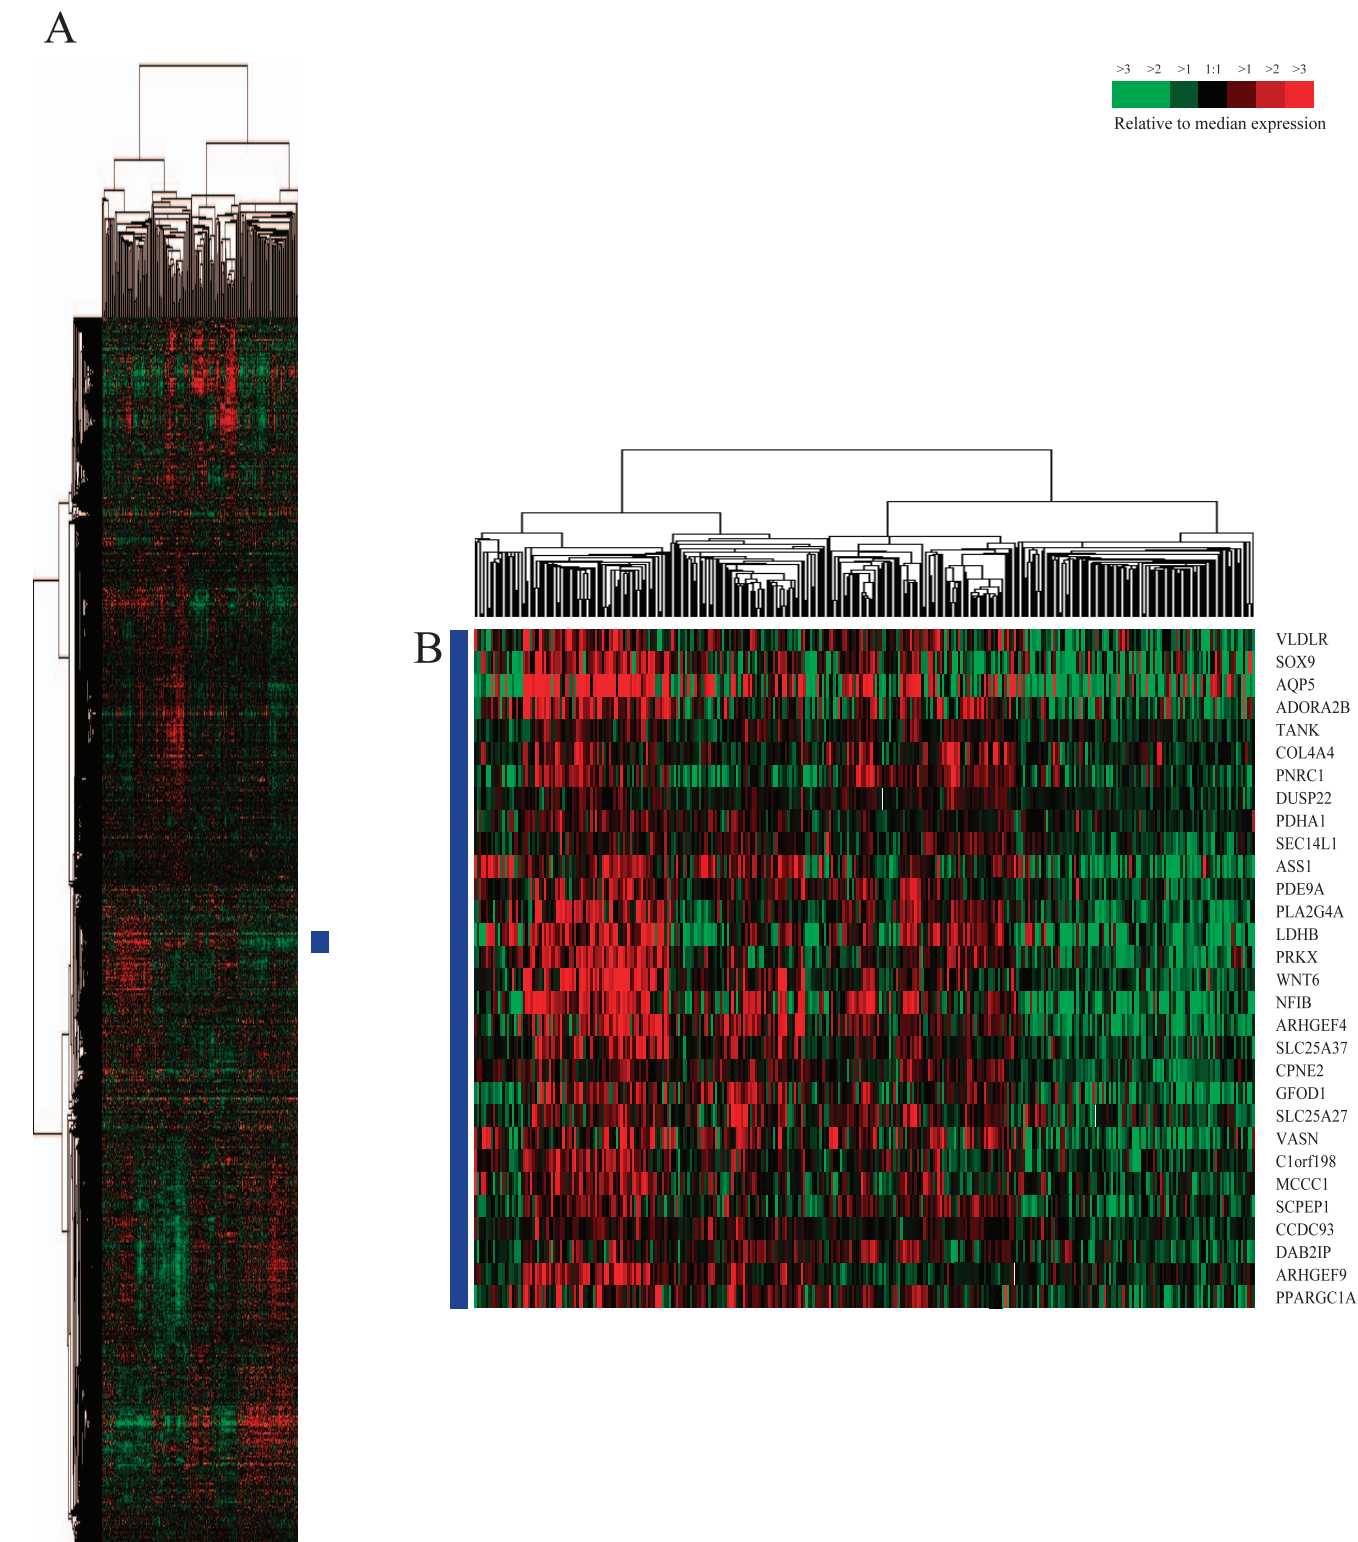 A
>3 >2 >1 1:1 >1 >2 >3
Relative to median expression
B
VLDLR
SOX9
AQP5
ADORA2B
TANK
COL4A4
PNRC1
DUSP22
PDHA1
SEC14L1
ASS1
PDE9A
PLA2G4A
LDHB
PRKX
WNT6
NFIB
ARHGEF4
SLC25A37
CPNE2
GFOD1
SLC25A27
VASN
C1orf198
MCCC1
SCPEP1
CCDC93
DAB2IP
ARHGEF9
PPARGC1A